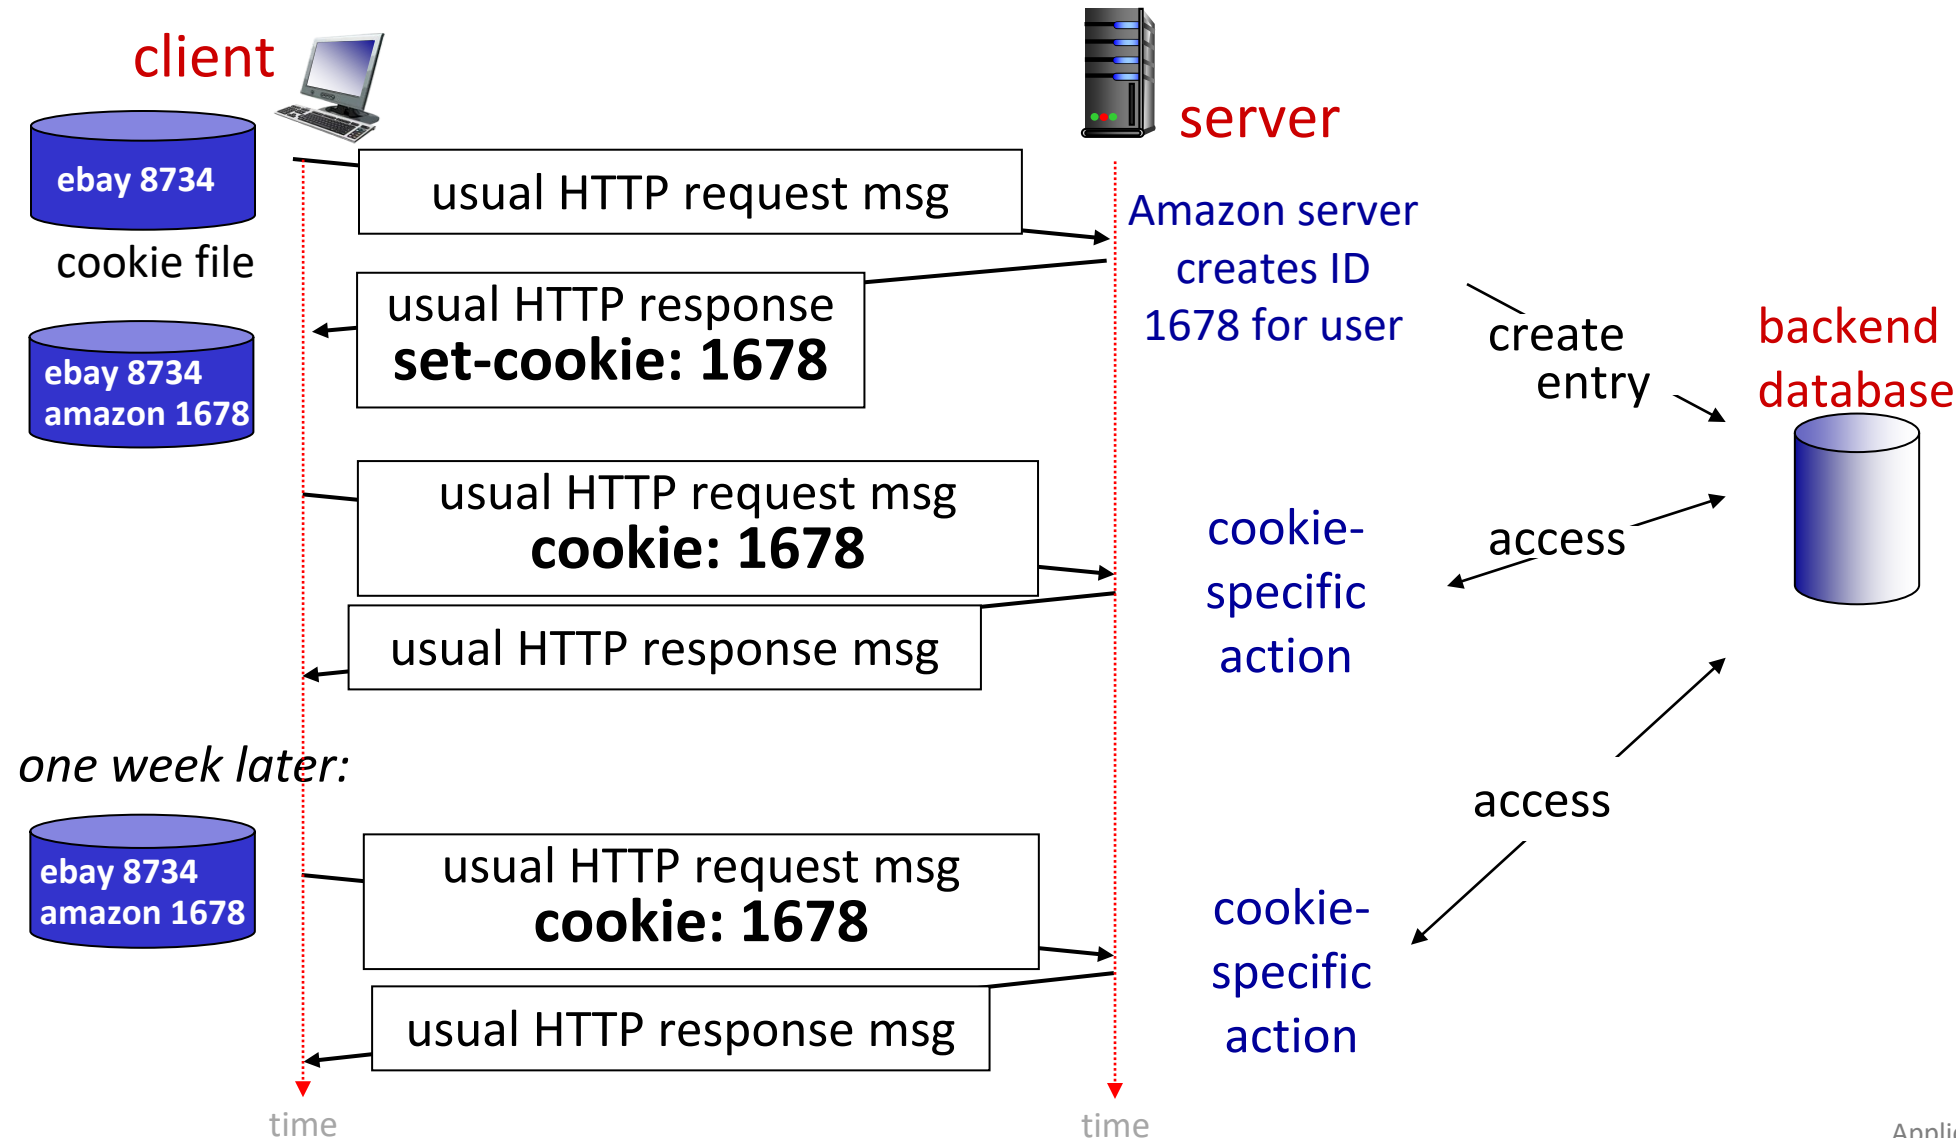 client
server
ebay 8734
cookie file
usual HTTP request msg
Amazon server
creates ID
1678 for user
usual HTTP response
set-cookie: 1678
create
entry
backend
database
ebay 8734
amazon 1678
usual HTTP request msg
cookie: 1678
cookie-
specific
action
access
usual HTTP response msg
one week later:
access
ebay 8734
amazon 1678
usual HTTP request msg
cookie: 1678
cookie-
specific
action
usual HTTP response msg
time
time